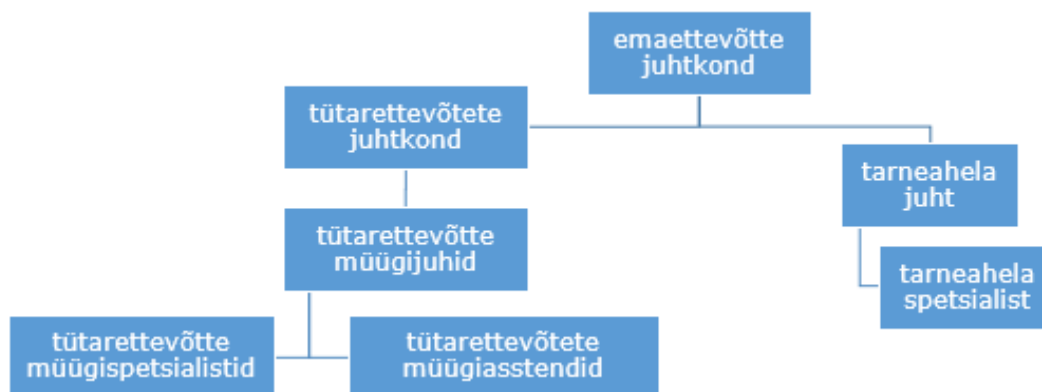 emaettevõtte
juhtkond
tütarettevõtete
juhtkond
tarneahela
juht
tütarettevõtte
müügijuhid
tarneahela
spetsialist
tütarettevõtte
müügispetsialistid
tütarettevõtete
müügiasstendid